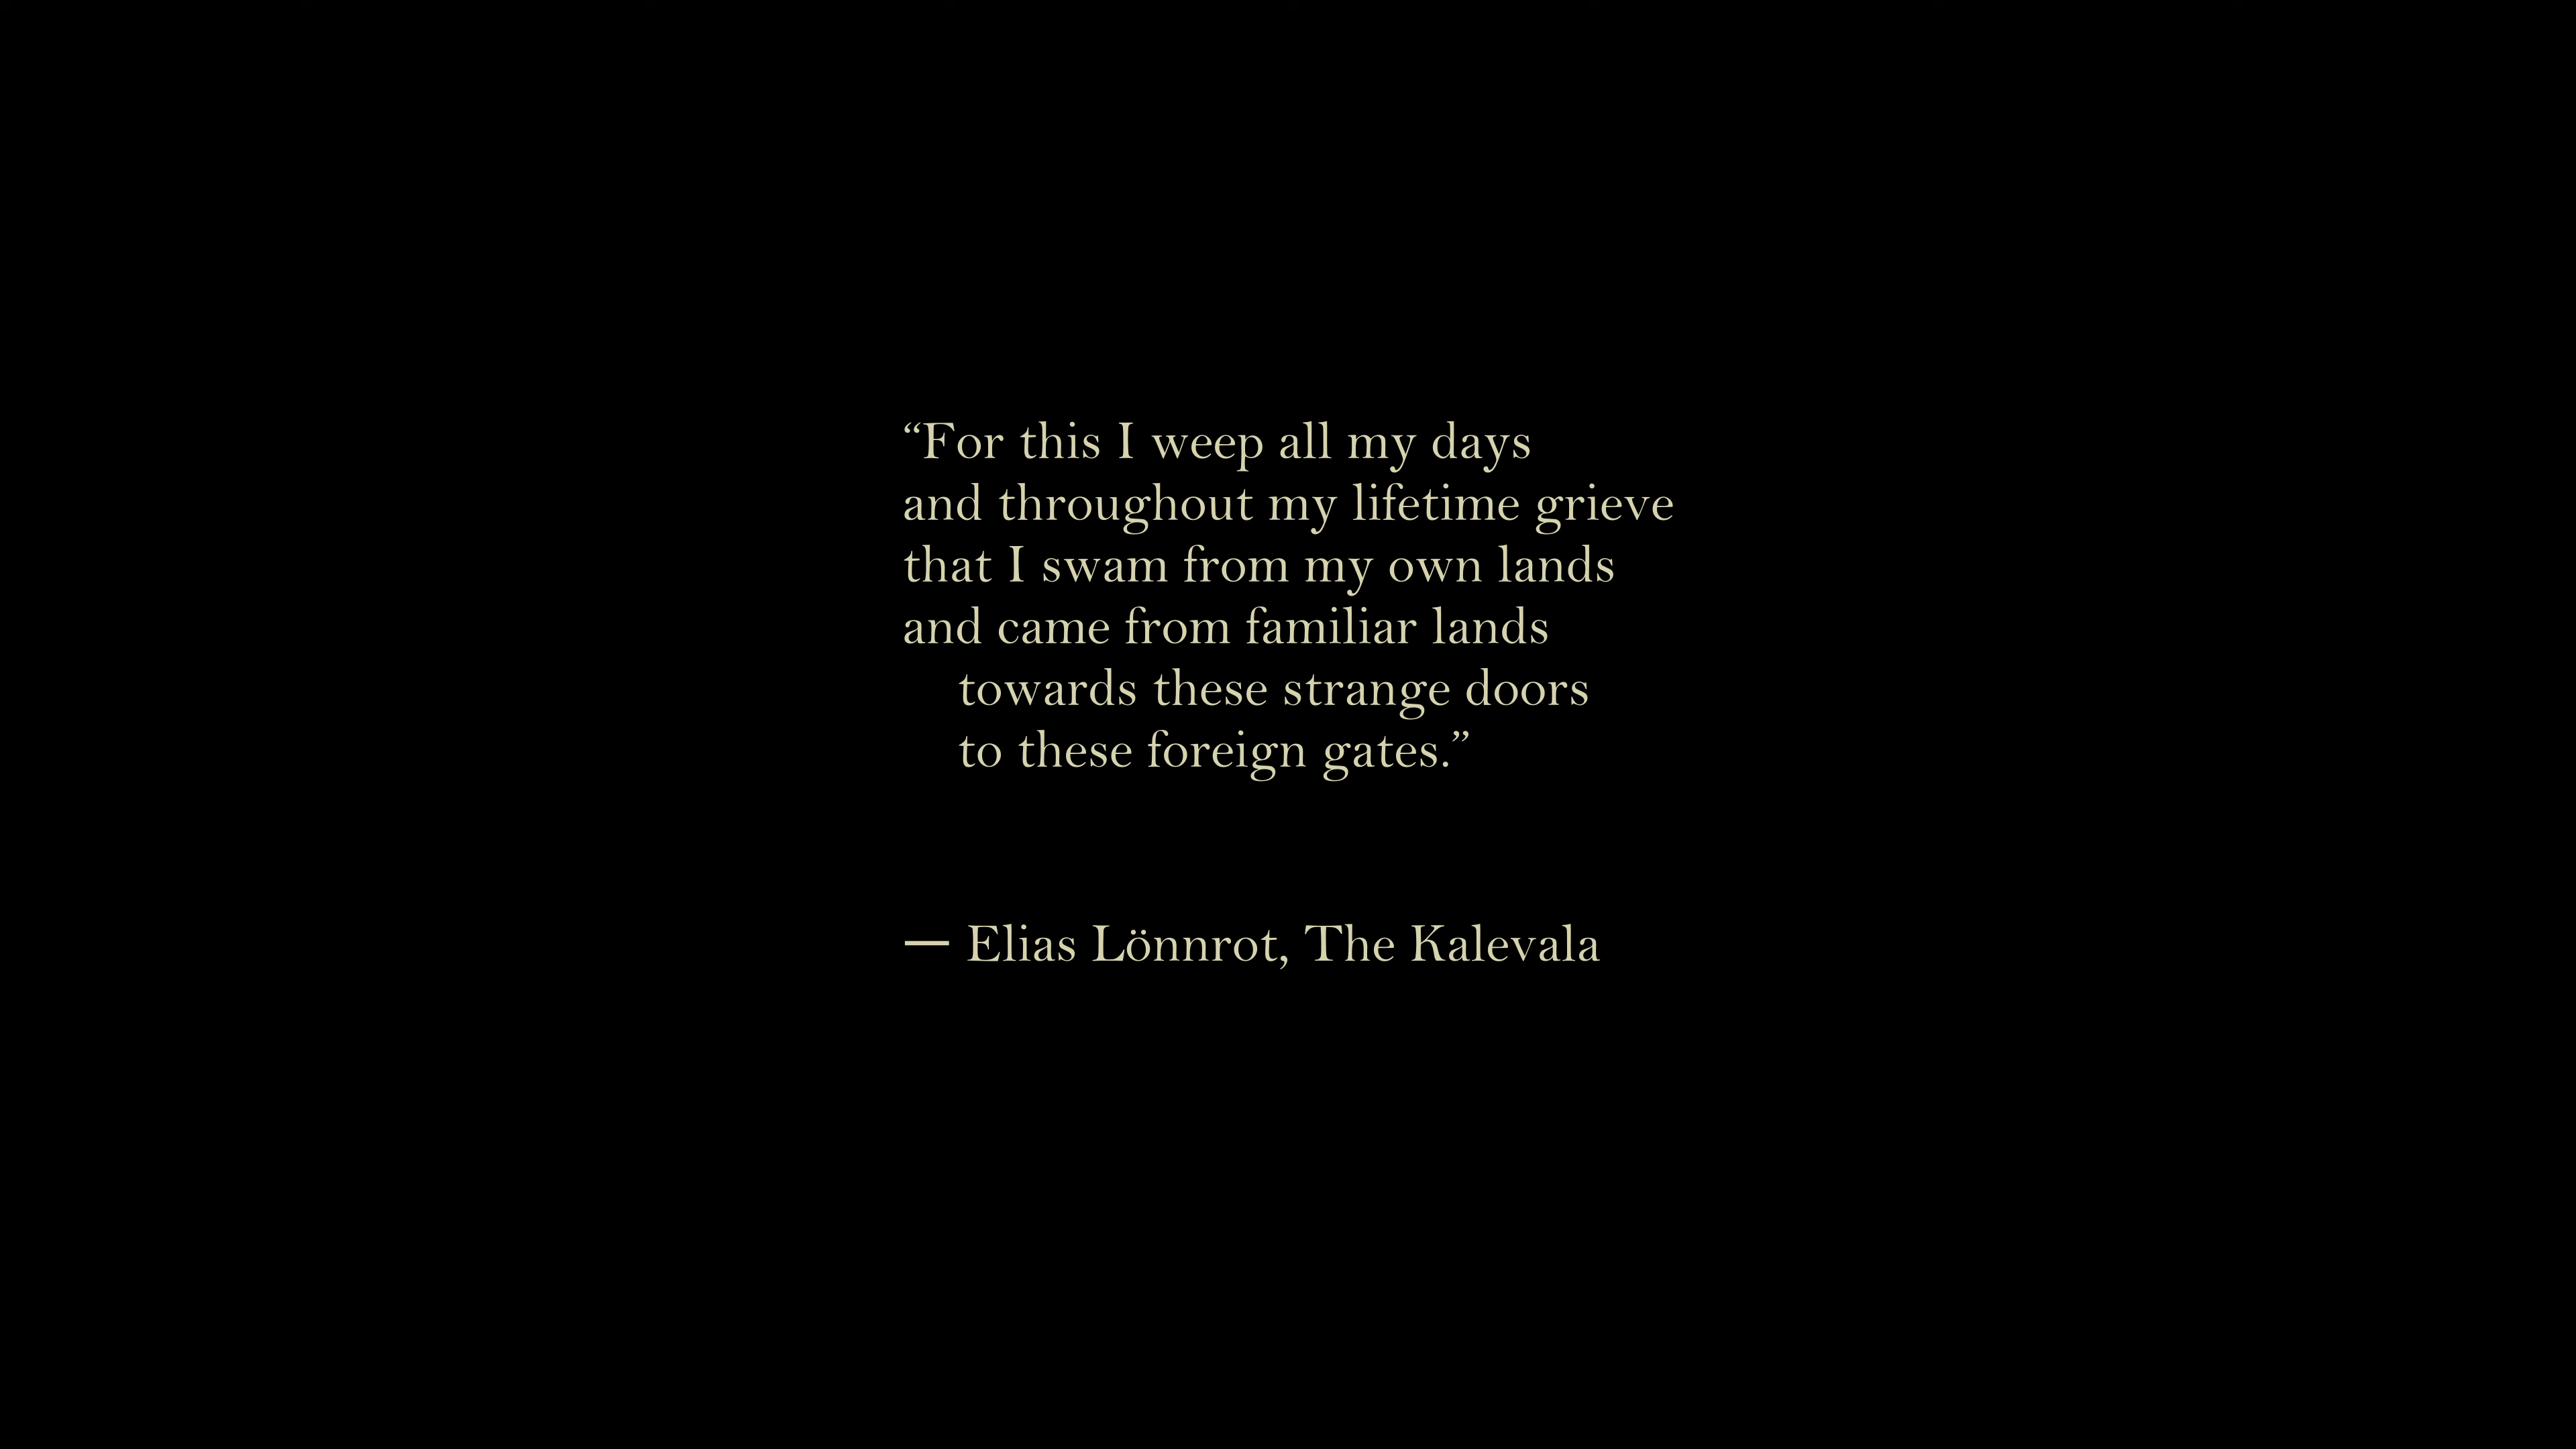 “For this I weep all my days
and throughout my lifetime grieve
that I swam from my own lands
and came from familiar lands
towards these strange doors
to these foreign gates.”
— Elias Lönnrot, The Kalevala